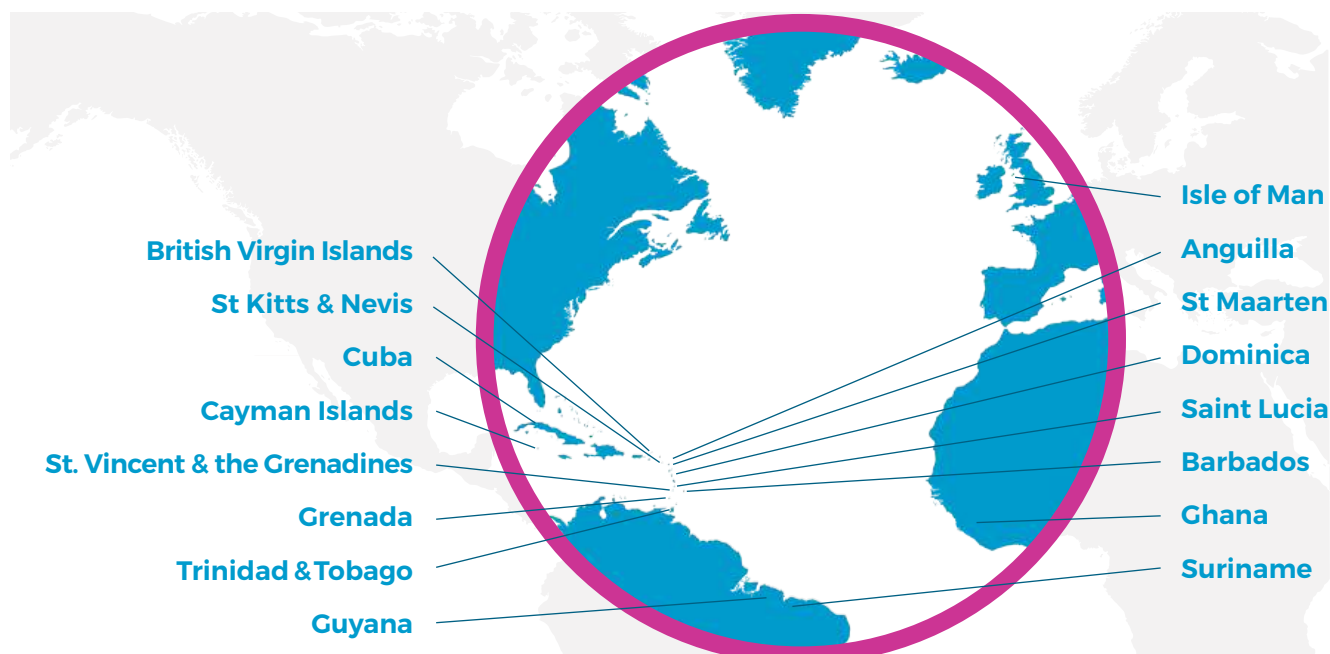 British Virgin Islands
St Kitts & Nevis
Cuba
Cayman Islands
St. Vincent & the Grenadines
Grenada
Trinidad & Tobago
Guyana
Isle of Man
Anguilla
St Maarten
Dominica
Saint Lucia
Barbados
Ghana
Suriname